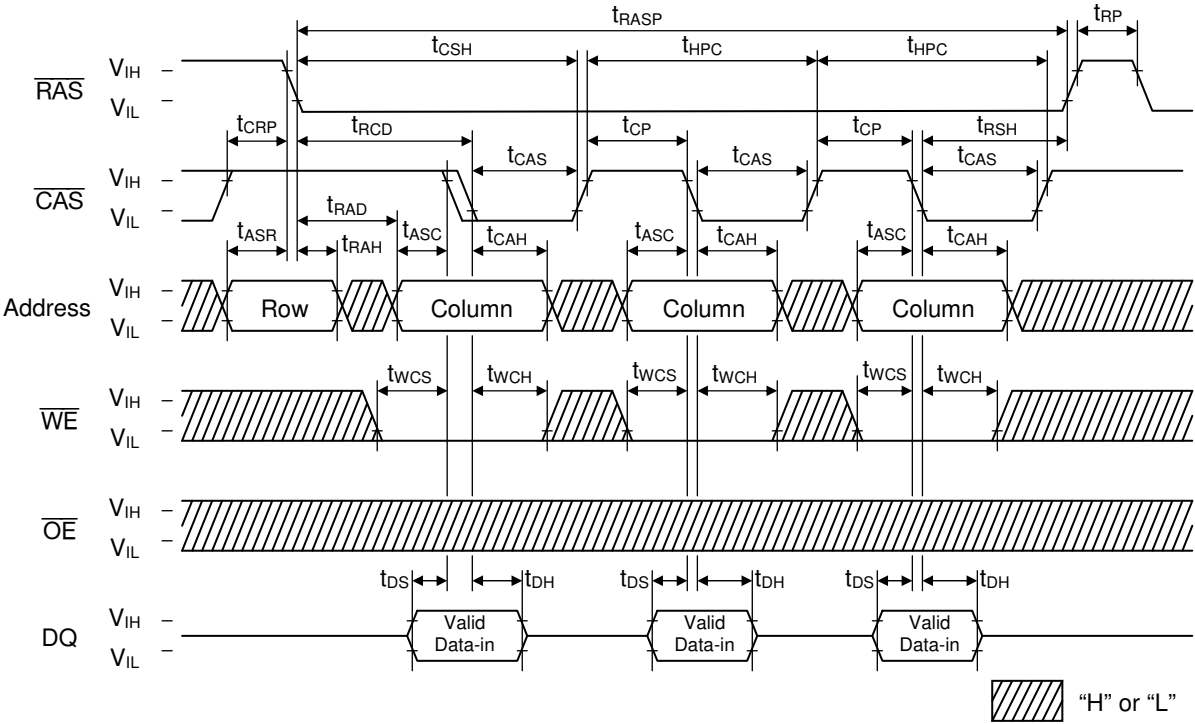 tRASP tRP
tCSH tHPC tHPC
VIH
RAS
VIL
tCRP tRCD tCP tCP tRSH
tCAS tCAS tCAS
VIH
CAS
VIL
tRAD
tASR tRAH tASC tCAH tASC tCAH tASC tCAH
VIH
Address Row Column Column Column
VIL
tWCS tWCH tWCS tWCH tWCS tWCH
VIH
WE
VIL
VIH
OE
VIL
tDS tDH tDS tDH tDS tDH
VIH
DQ
VIL
Valid Data-in
Valid Data-in
Valid Data-in
“H” or “L”